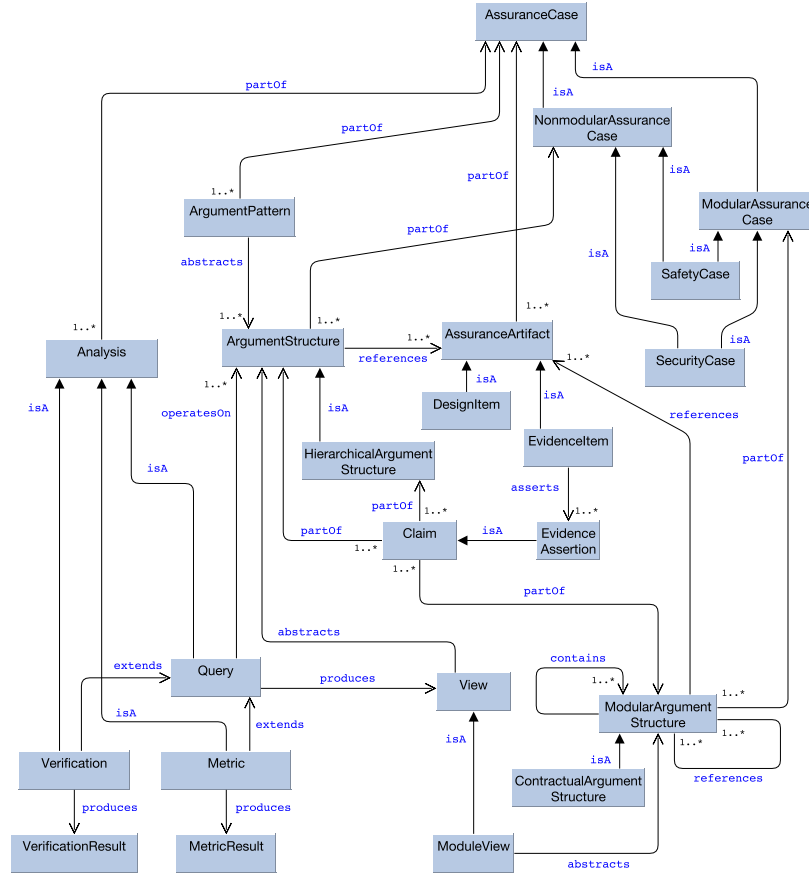 AssuranceCase
isA
partOf
isA
NonmodularAssurance
Case
partOf
isA
partOf
1..*
ModularAssurance
Case
ArgumentPattern
partOf
isA
abstracts
isA
SafetyCase
1..*
1..*
1..*
1..*
1..*
AssuranceArtifact
ArgumentStructure
isA
Analysis
references
1..*
SecurityCase
1..*
isA
isA
isA
DesignItem
isA
operatesOn
references
EvidenceItem
HierarchicalArgument
Structure
partOf
isA
asserts
partOf
1..*
1..*
partOf
Claim
isA
Evidence
Assertion
1..*
1..*
partOf
abstracts
extends
Query
contains
produces
View
1..*
1..*
ModularArgument
Structure
isA
extends
1..*
1..*
isA
isA
Verification
Metric
references
ContractualArgument
Structure
produces
produces
VerificationResult
MetricResult
ModuleView
abstracts